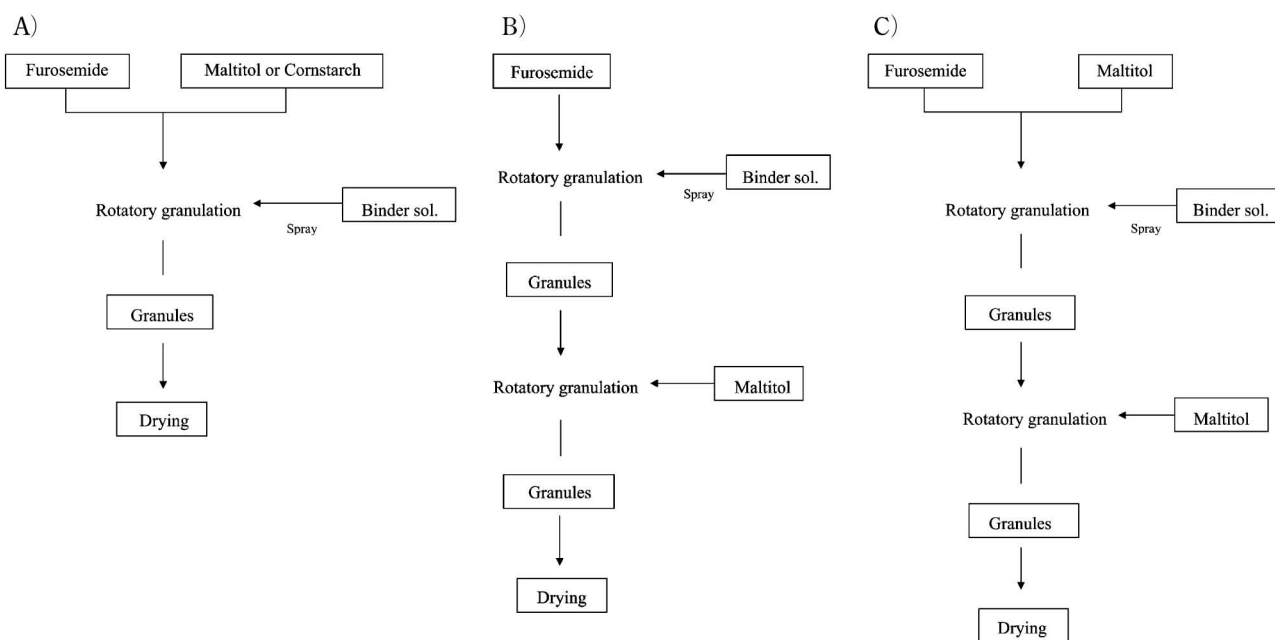 A)
Furosemide
Maltitol or Cornstarch
Rotatory granulation
Binder sol.
Spray
Granules
Drying
B)
Furosemide
Rotatory granulation
Binder sol.
Spray
Granules
Rotatory granulation
Maltitol
Granules
Drying
C)
Furosemide
Maltitol
Rotatory granulation
Binder sol.
Spray
Granules
Rotatory granulation
Maltitol
Granules
Drying